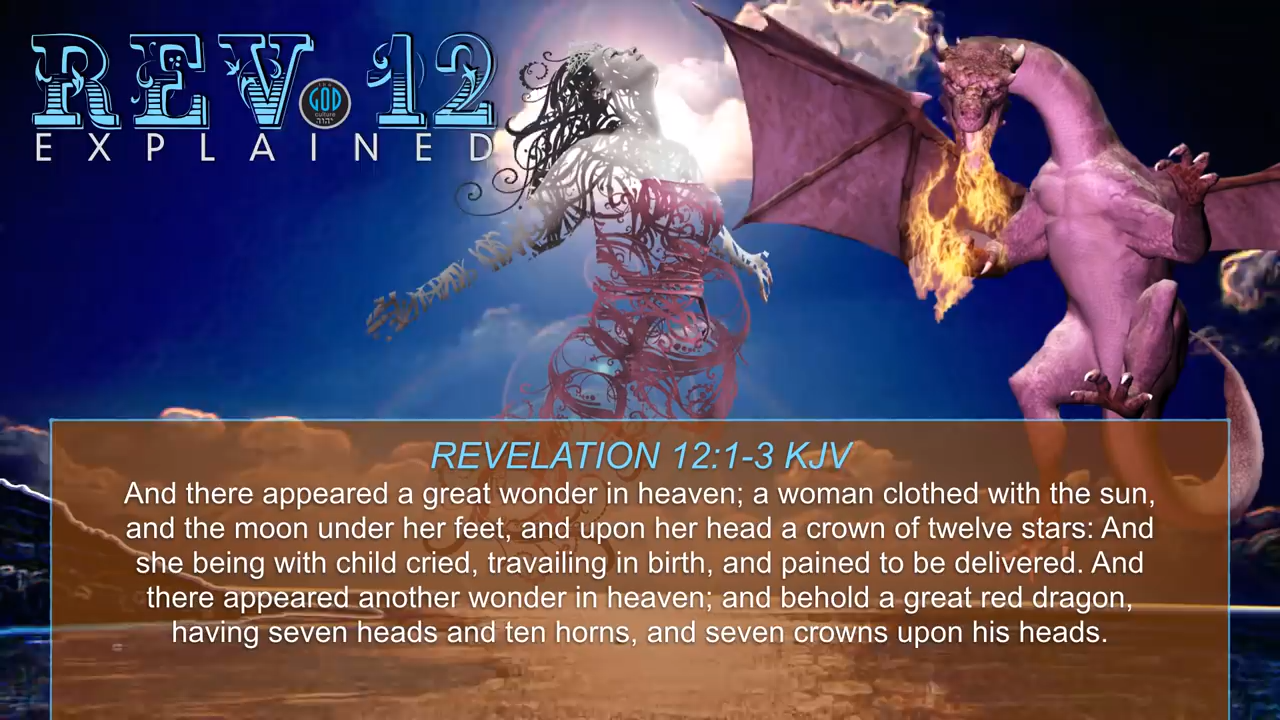 REV.12
THE
GOD
culture
יהוה
EXPLAINED
REVELATION 12:1-3 KJV
And there appeared a great wonder in heaven; a woman clothed with the sun,
and the moon under her feet, and upon her head a crown of twelve stars: And
she being with child cried, travailing in birth, and pained to be delivered. And
there appeared another wonder in heaven; and behold a great red dragon,
having seven heads and ten horns, and seven crowns upon his heads.